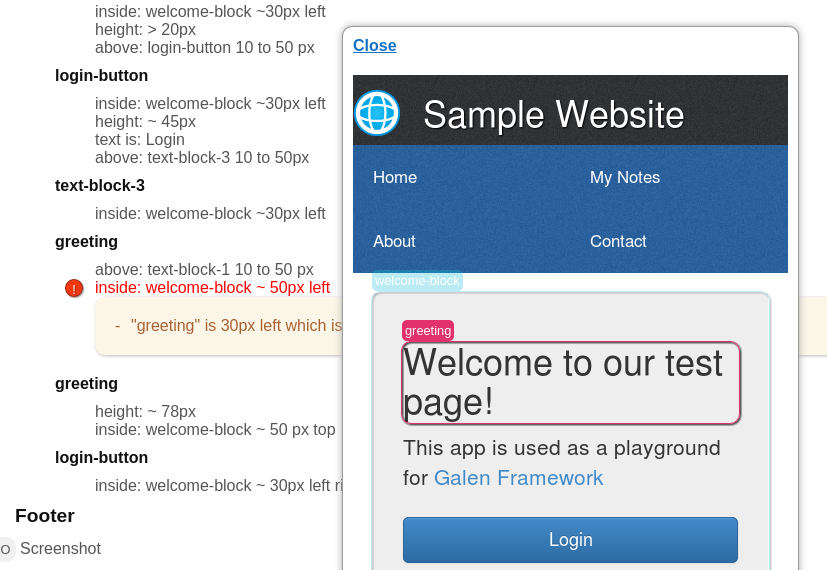 inside: welcome-block ~30px left
height: > 20px
above: login-button 10 to 50 px
login-button
inside: welcome-block ~30px left
height: ~ 45px
text is: Login
above: text-block-3 10 to 50px
text-block-3
inside: welcome-block ~30px left
greeting
above: text-block-1 10 to 50 px
! inside: welcome-block ~ 50px left
- "greeting" is 30px left which is
greeting
height: ~ 78px
inside: welcome-block ~ 50 px top
login-button
inside: welcome-block ~ 30px left ri
Footer
O Screenshot
Close
Sample Website
Home My Notes
About Contact
welcome-block
greeting
Welcome to our test
page!
This app is used as a playground
for Galen Framework
Login